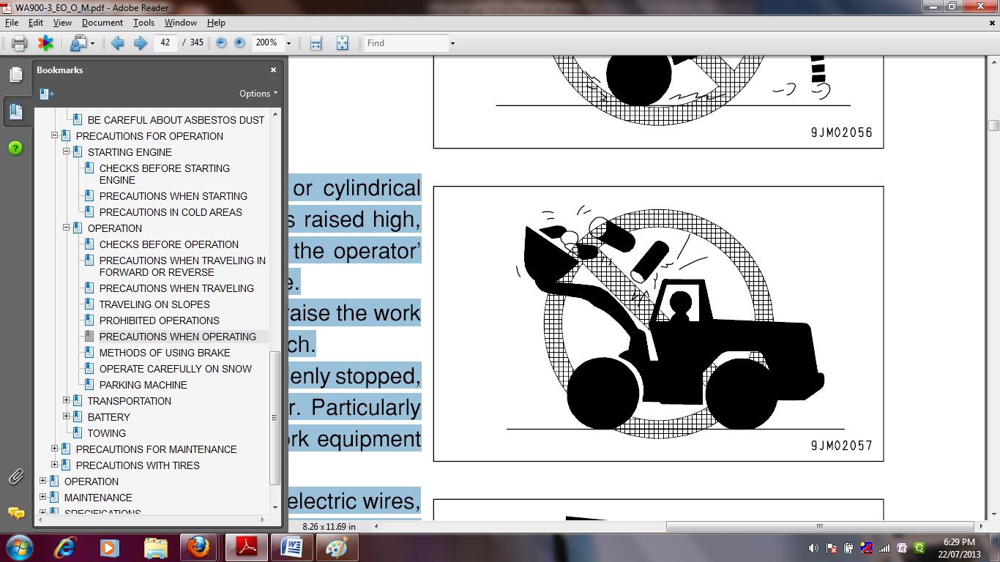 WA900-3_EO_O_M.pdf - Adobe Reader
File Edit View Document Tools Window Help
42 / 345 200% Find
Bookmarks
Options
BE CAREFUL ABOUT ASBESTOS DUST
PRECAUTIONS FOR OPERATION
STARTING ENGINE
CHECKS BEFORE STARTING
ENGINE
PRECAUTIONS WHEN STARTING
PRECAUTIONS IN COLD AREAS
OPERATION
CHECKS BEFORE OPERATION
PRECAUTIONS WHEN TRAVELING IN
FORWARD OR REVERSE
PRECAUTIONS WHEN TRAVELING
TRAVELING ON SLOPES
PROHIBITED OPERATIONS
PRECAUTIONS WHEN OPERATING
METHODS OF USING BRAKE
OPERATE CAREFULLY ON SNOW
PARKING MACHINE
TRANSPORTATION
BATTERY
TOWING
PRECAUTIONS FOR MAINTENANCE
PRECAUTIONS WITH TIRES
OPERATION
MAINTENANCE
SPECIFICATIONS
9JM02056
or cylindrical
s raised high,
the operator’
e.
raise the work
ch.
denly stopped,
r. Particularly
ork equipment
9JM02057
electric wires,
8.26 x 11.69 in
6:29 PM
22/07/2013